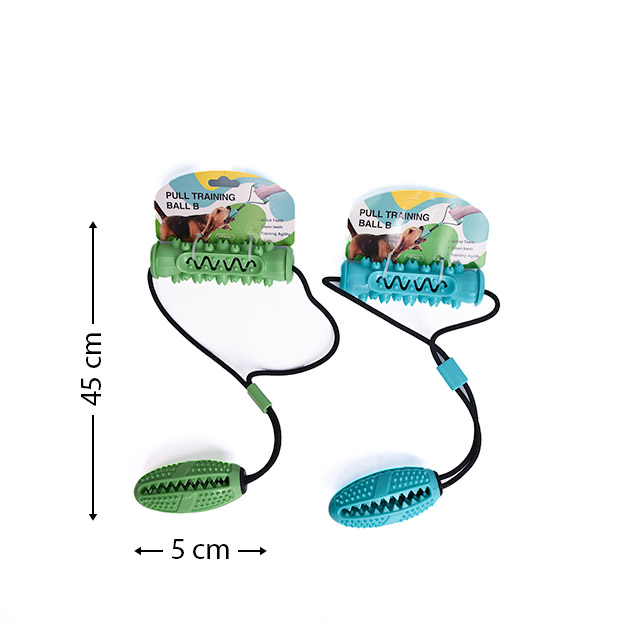 PULL TRAINING
BALL B
Grind Teeth
Clean teeth
Training Agility
PULL TRAINING
BALL B
Grind Teeth
Clean teeth
Training Agility
45 cm
5 cm